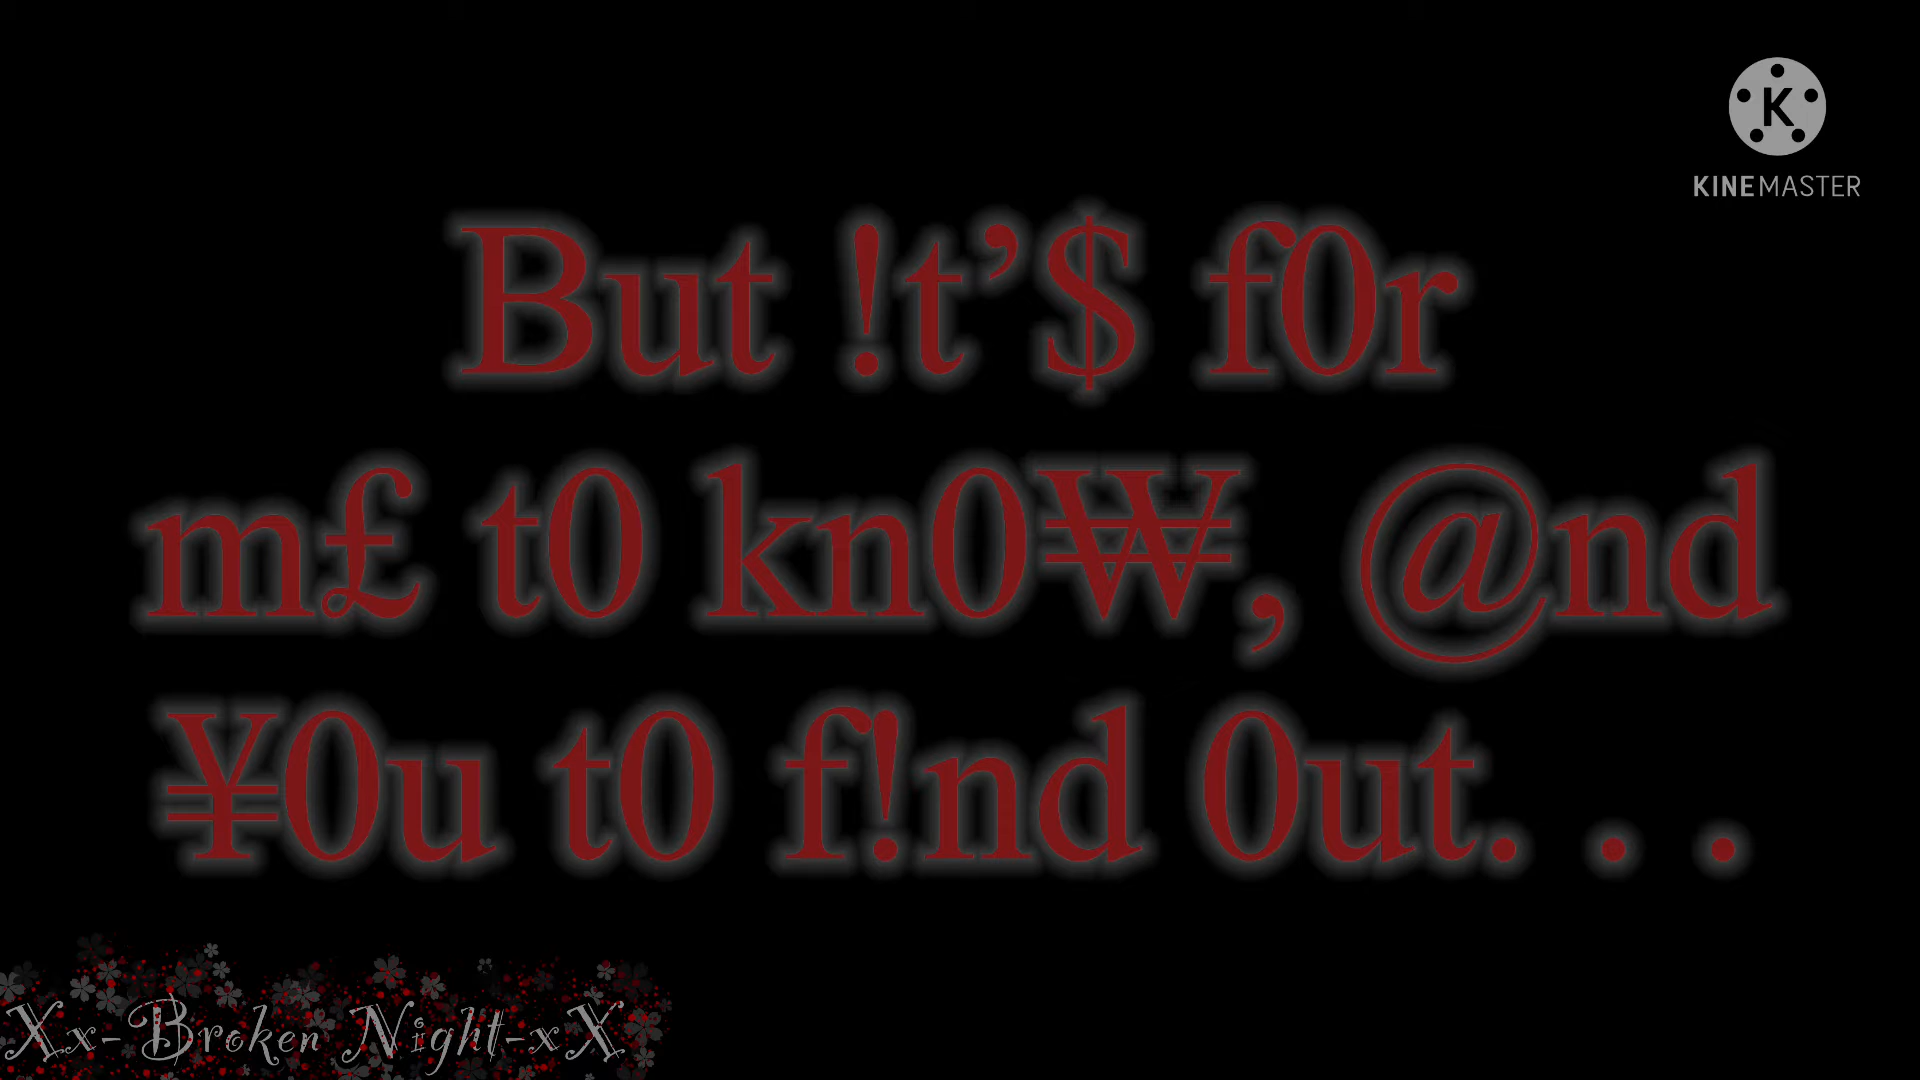 K
KINEMASTER
But !t’$ f0r
m£ t0 kn0₩, @nd
¥0u t0 f!nd 0ut. . .
Xx- Broken Night-xX